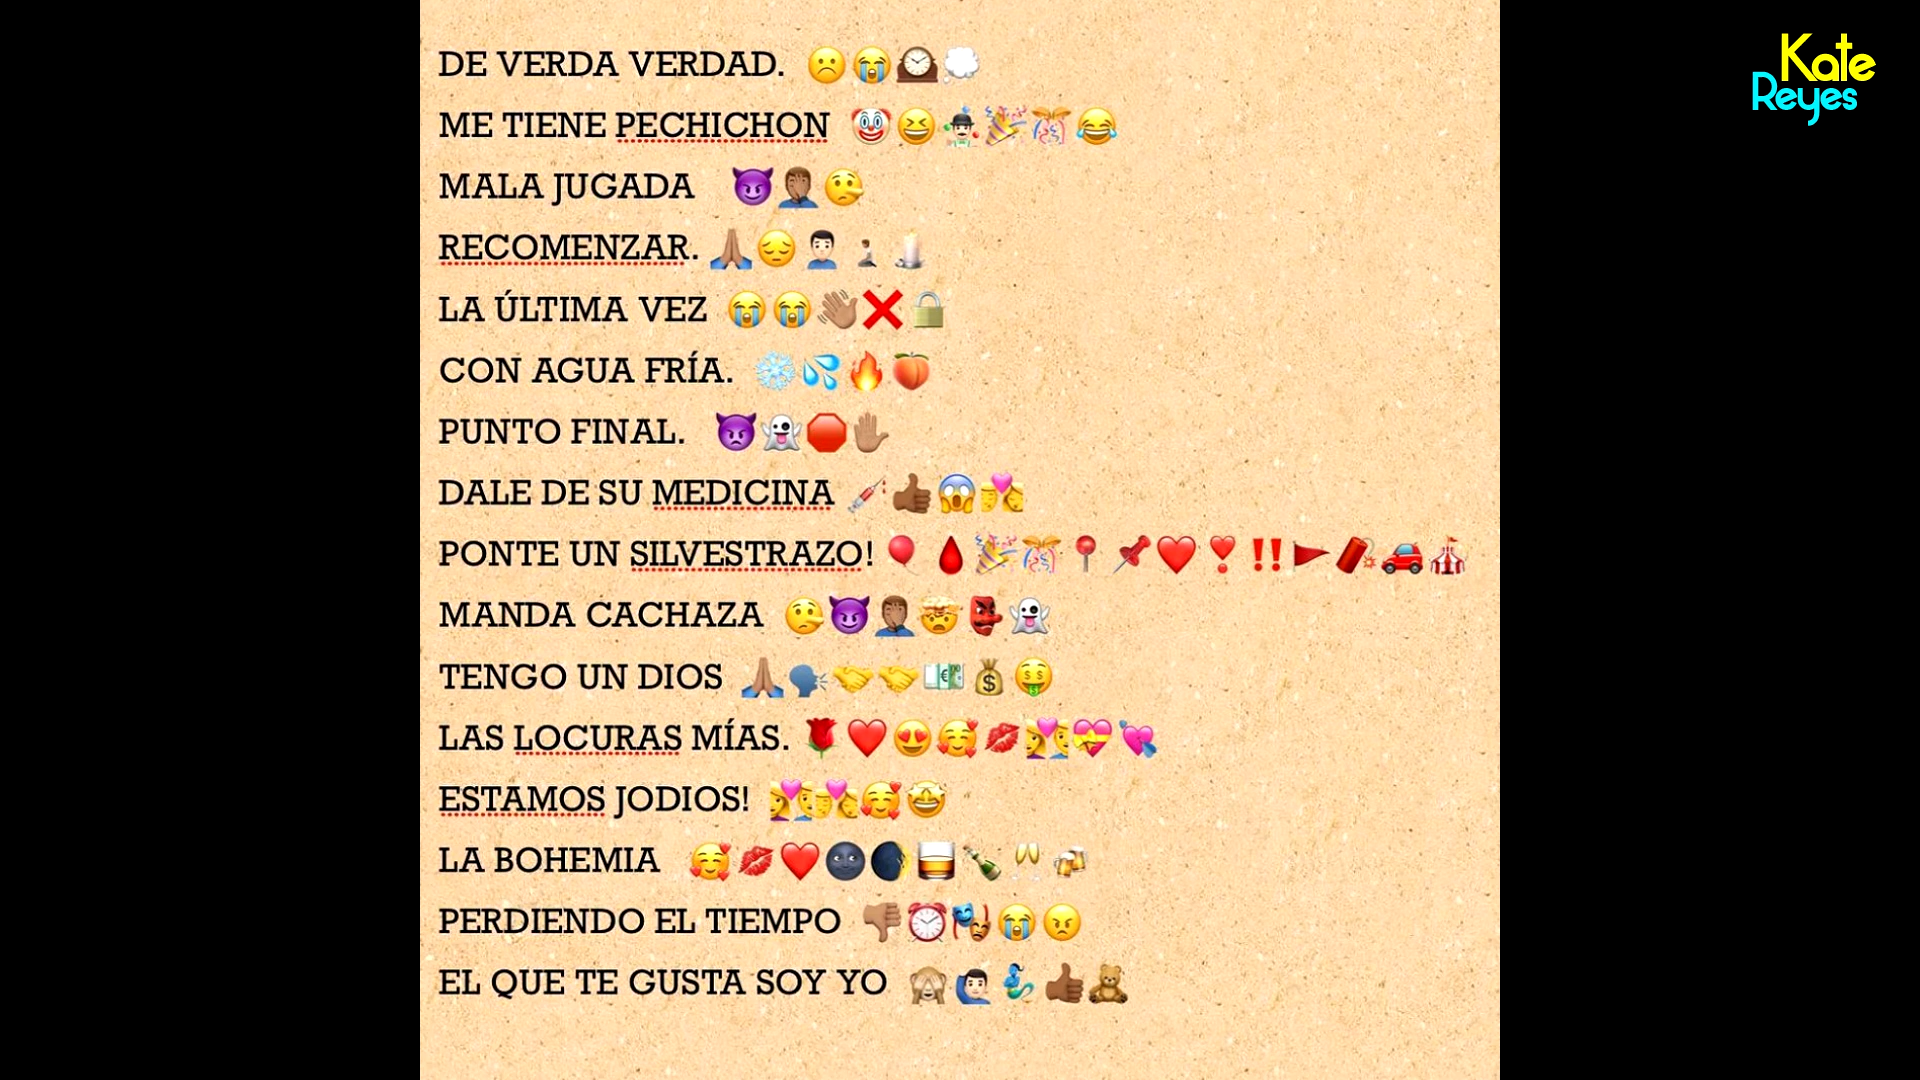 DE VERDA VERDAD. ☹️😭🕰️💭
ME TIENE PECHICHON 🤡😆🤹🏻‍♂️🎉🎊😂
MALA JUGADA 😈🤦🏾‍♂️🤥
RECOMENZAR. 🙏🏽😔🙎🏻‍♂️🧎🏽‍♂️🕯️
LA ÚLTIMA VEZ 😭😭👋🏽❌🔒
CON AGUA FRÍA. ❄️💦🔥🍑
PUNTO FINAL. 👿👻🛑🤚🏽
DALE DE SU MEDICINA 💉👍🏾😱💏
PONTE UN SILVESTRAZO! 🎈🩸🎉🎊📍📌❤️❣️‼️🚩🧨🚗🎪
MANDA CACHAZA 🤥😈🤦🏾‍♂️🤯👺👻
TENGO UN DIOS 🙏🏽🗣️🤝🤝💶💰🤑
LAS LOCURAS MÍAS. 🌹❤️😍🥰💋💑💝💘
ESTAMOS JODIOS! 💑💏🥰🤩
LA BOHEMIA 🥰💋❤️🌚🌒🥃🍾🥂🍻
PERDIENDO EL TIEMPO 👎🏽⏰🎭😭😠
EL QUE TE GUSTA SOY YO 🙈🙋🏻‍♂️🧞‍♂️👍🏾🧸
Kate
Reyes